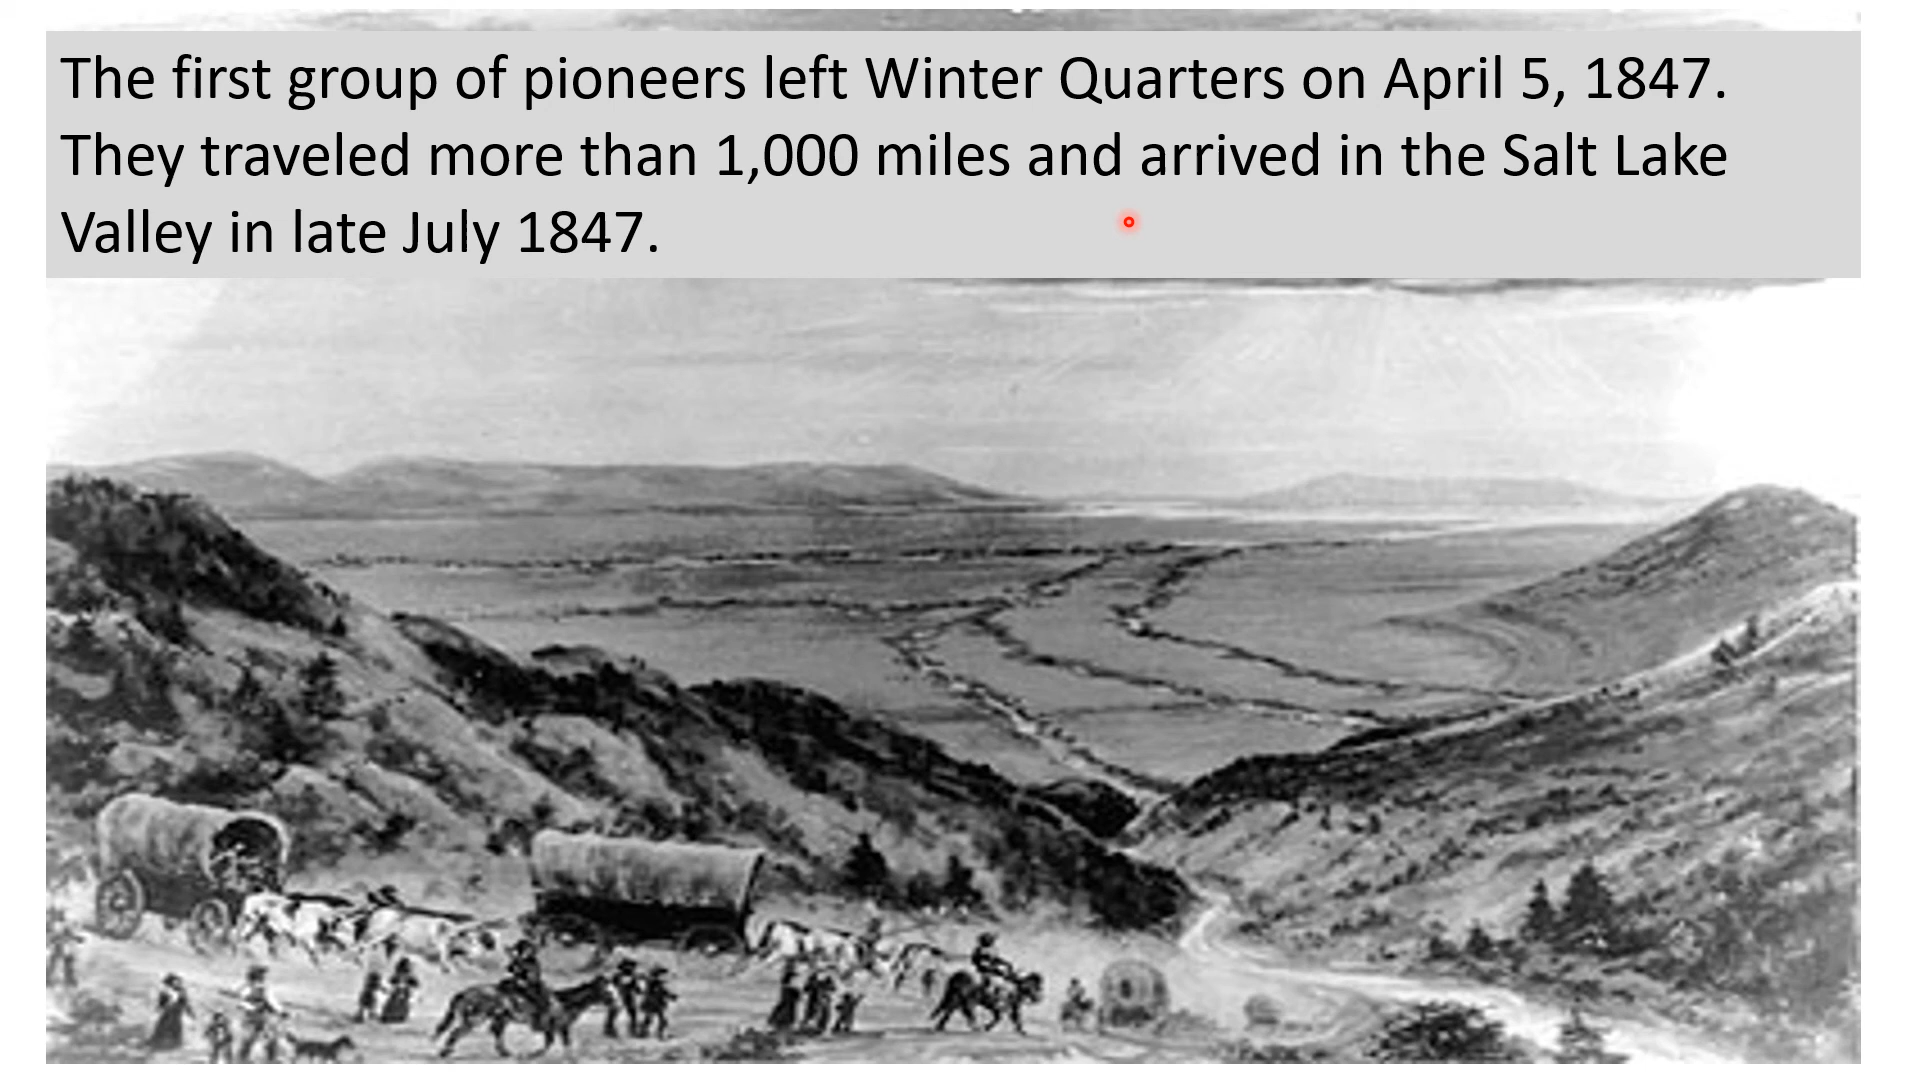 The first group of pioneers left Winter Quarters on April 5, 1847.
They traveled more than 1,000 miles and arrived in the Salt Lake
Valley in late July 1847.